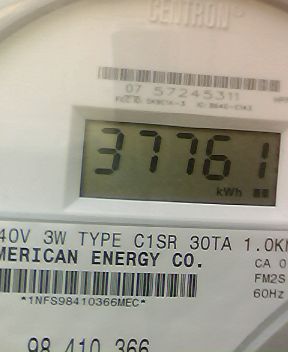 CENTRON®
07 57245311
37761
kWh
40V 3W TYPE C1SR 30TA 1.0K
MERICAN ENERGY CO.
CA 0
FM2S
*1NFS98410366MEC*
60Hz
98 410 366